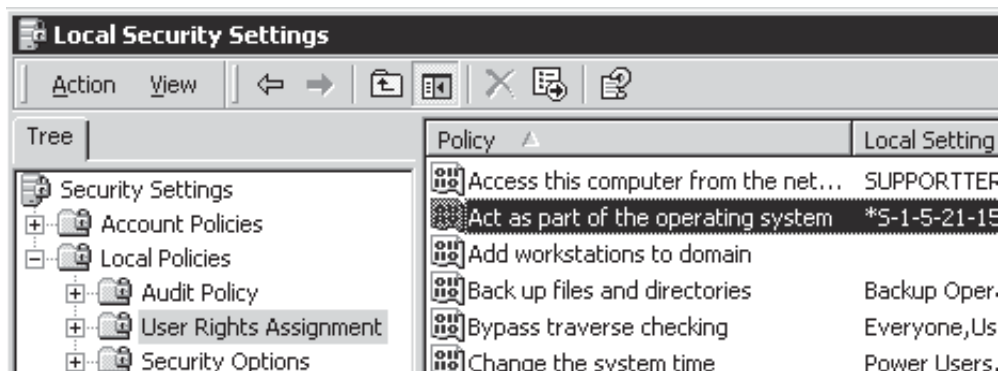 Local Security Settings
Action View
Tree
Policy Local Setting
Security Settings
Account Policies
Local Policies
Audit Policy
User Rights Assignment
Security Options
Access this computer from the net... SUPPORTTER
Act as part of the operating system *S-1-5-21-15
Add workstations to domain
Back up files and directories Backup Oper
Bypass traverse checking Everyone,Us
Change the system time Power Users,